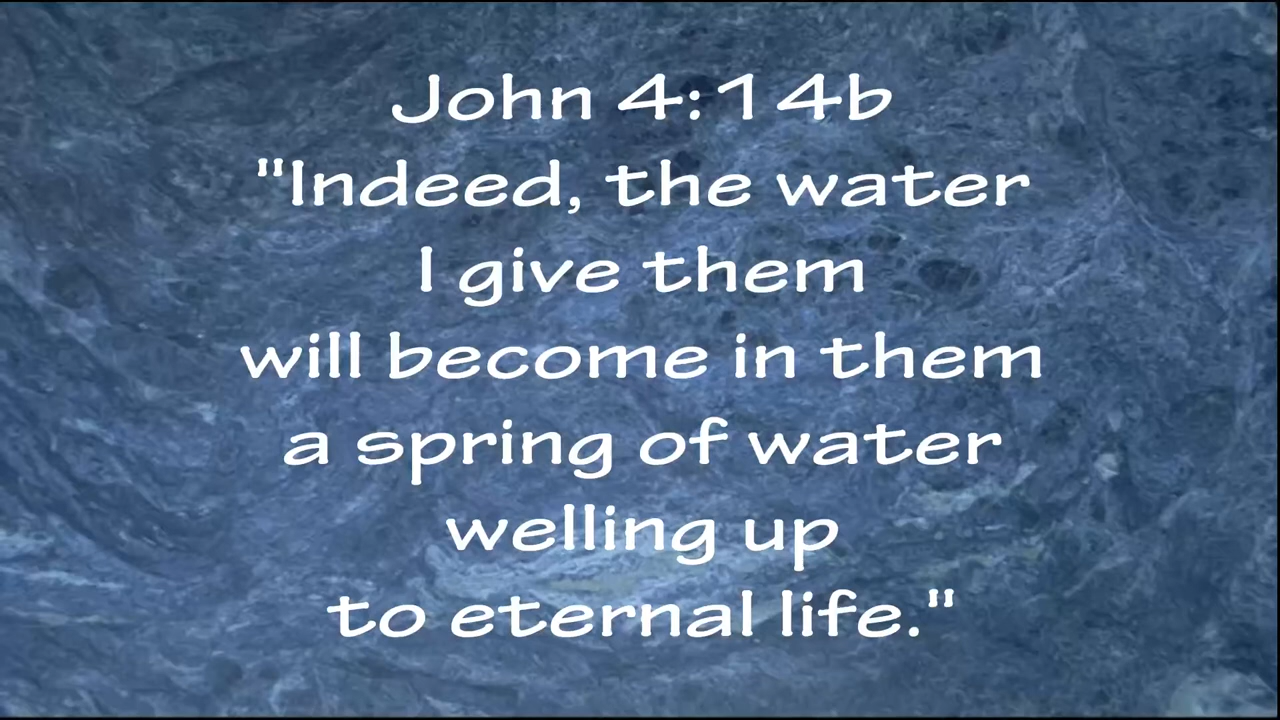 John 4:14b
"Indeed, the water
I give them
will become in them
a spring of water
welling up
to eternal life."